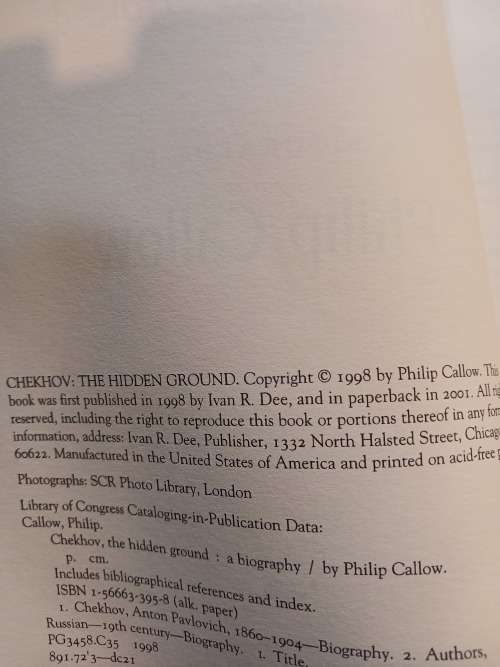 CHEKHOV: THE HIDDEN GROUND. Copyright © 1998 by Philip Callow. This
book was first published in 1998 by Ivan R. Dee, and in paperback in 2001. All
reserved, including the right to reproduce this book or portions thereof in any
information, address: Ivan R. Dee, Publisher, 1332 North Halsted Street, Chicago
60622. Manufactured in the United States of America and printed on acid-free
Photographs: SCR Photo Library, London
Library of Congress Cataloging-in-Publication Data:
Callow, Philip.
Chekhov, the hidden ground : a biography / by Philip Callow.
p. cm.
Includes bibliographical references and index.
ISBN 1-56663-395-8 (alk. paper)
1. Chekhov, Anton Pavlovich, 1860–1904—Biography. 2. Authors,
Russian—19th century—Biography. 1. Title.
PG3458.C35 1998
891.72'3—dc21